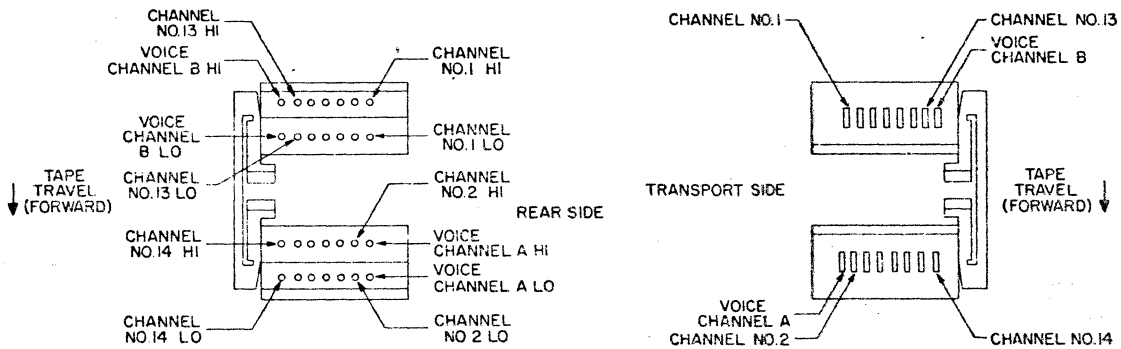 CHANNEL
NO.13 HI
VOICE
CHANNEL B HI
CHANNEL
NO.1 HI
VOICE
CHANNEL
B LO
CHANNEL
NO.1 LO
CHANNEL
NO.13 LO
CHANNEL
NO.2 HI
TAPE
TRAVEL
(FORWARD)
REAR SIDE
CHANNEL
NO.14 HI
VOICE
CHANNEL A HI
VOICE
CHANNEL A LO
CHANNEL
NO.14 LO
CHANNEL
NO 2 LO
CHANNEL NO.1
CHANNEL NO.13
VOICE
CHANNEL B
TRANSPORT SIDE
TAPE
TRAVEL
(FORWARD)
VOICE
CHANNEL A
CHANNEL NO.2
CHANNEL NO.14